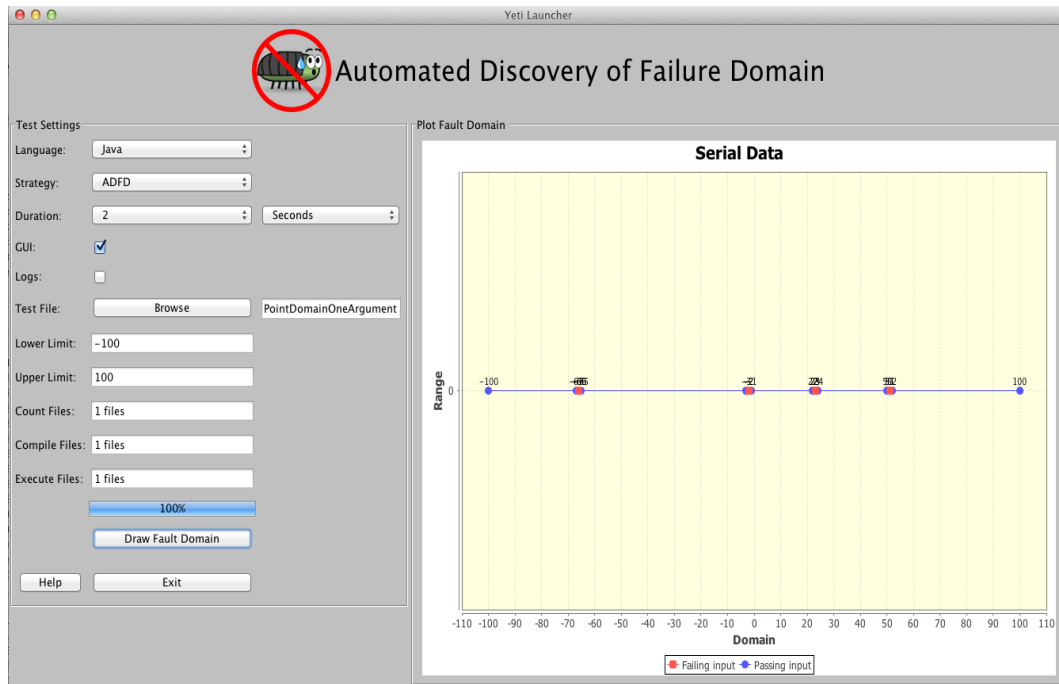 Yeti Launcher
Automated Discovery of Failure Domain
Test Settings
Language: Java
Strategy: ADFD
Duration: 2 Seconds
GUI:
Logs:
Test File: Browse PointDomainOneArgument
Lower Limit: -100
Upper Limit: 100
Count Files: 1 files
Compile Files: 1 files
Execute Files: 1 files
100%
Draw Fault Domain
Help Exit
Plot Fault Domain
Serial Data
Range
0
-100 100
-110 -100 -90 -80 -70 -60 -50 -40 -30 -20 -10 0 10 20 30 40 50 60 70 80 90 100 110
Domain
Failing input Passing input